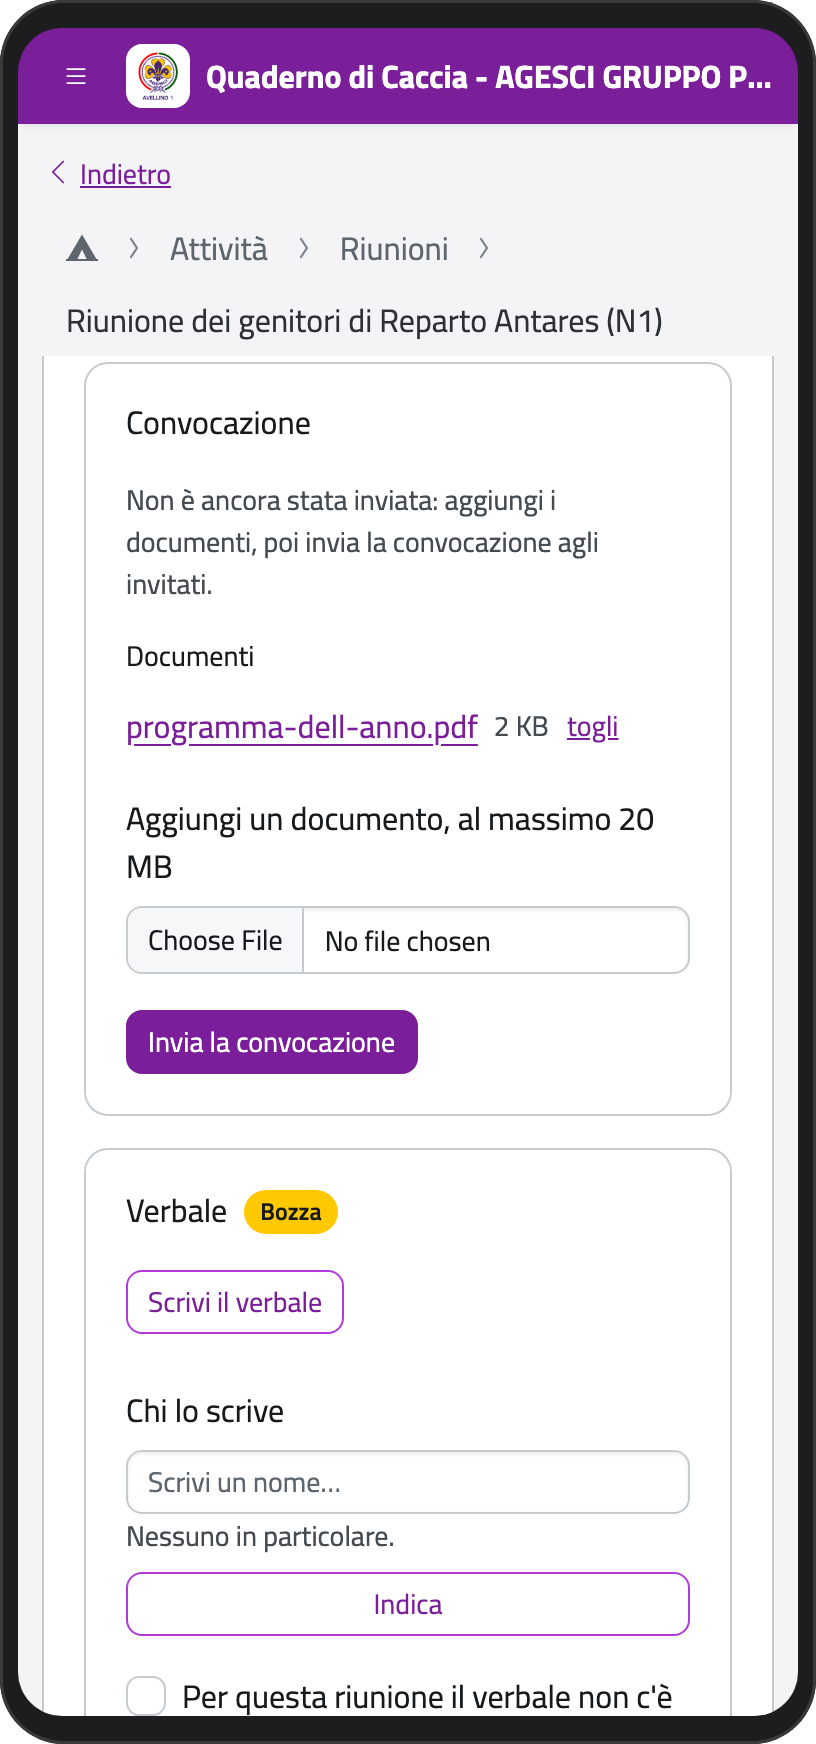 AVELLINO 1
Quaderno di Caccia - AGESCI GRUPPO P...
Indietro
Attività
Riunioni
Riunione dei genitori di Reparto Antares (N1)
Convocazione
Non è ancora stata inviata: aggiungi i
documenti, poi invia la convocazione agli
invitati.
Documenti
programma-dell-anno.pdf 2 KB togli
Aggiungi un documento, al massimo 20
MB
Choose File No file chosen
Invia la convocazione
Verbale Bozza
Scrivi il verbale
Chi lo scrive
Scrivi un nome...
Nessuno in particolare.
Indica
Per questa riunione il verbale non c'è